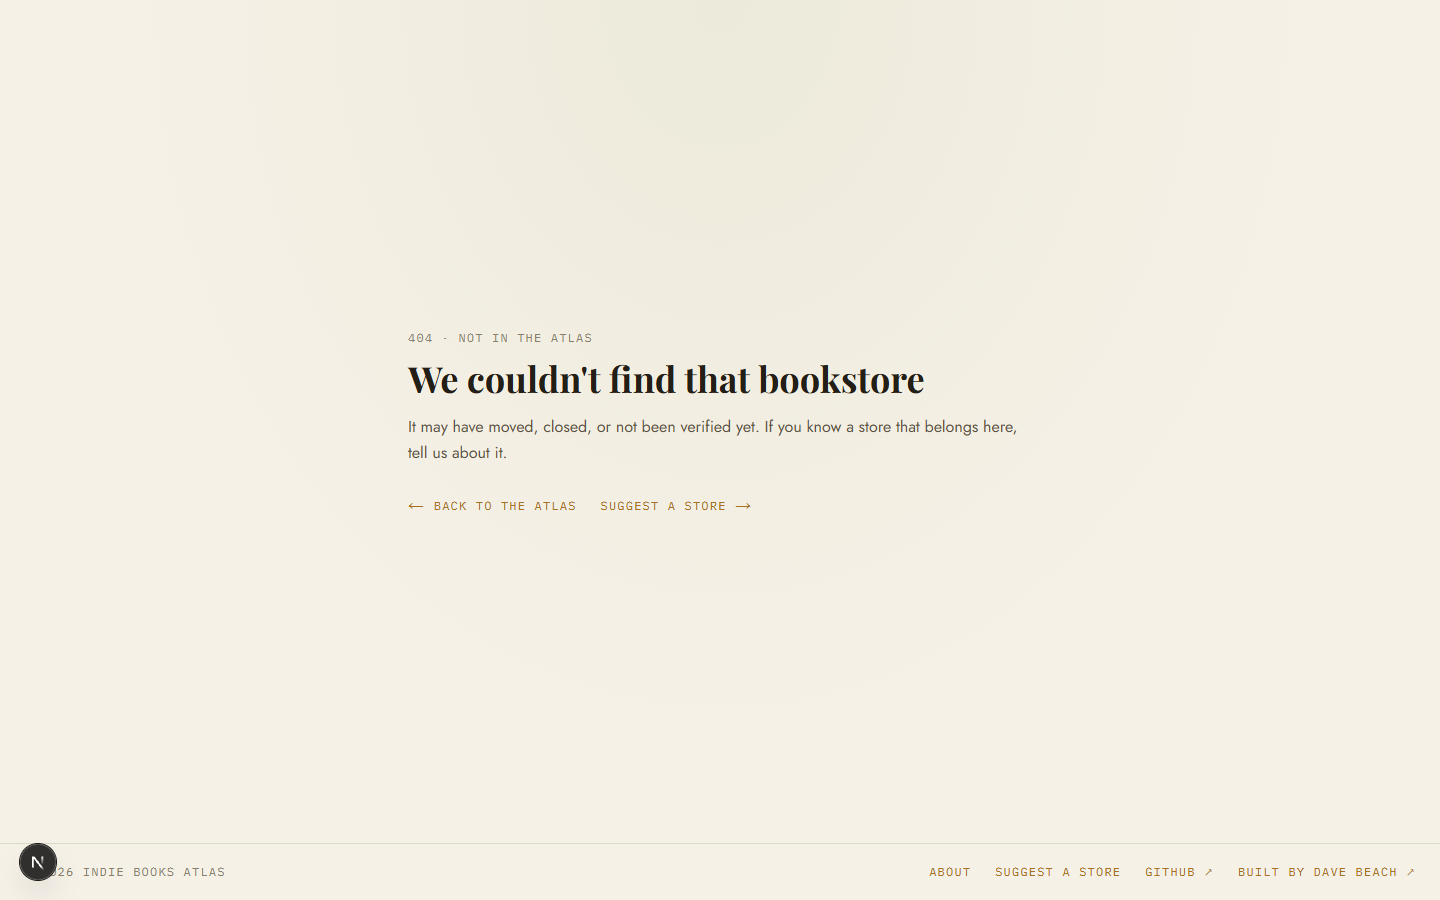 404 · NOT IN THE ATLAS
We couldn't find that bookstore
It may have moved, closed, or not been verified yet. If you know a store that belongs here,
tell us about it.
← BACK TO THE ATLAS SUGGEST A STORE →
N
26 INDIE BOOKS ATLAS
ABOUT SUGGEST A STORE GITHUB ↗ BUILT BY DAVE BEACH ↗